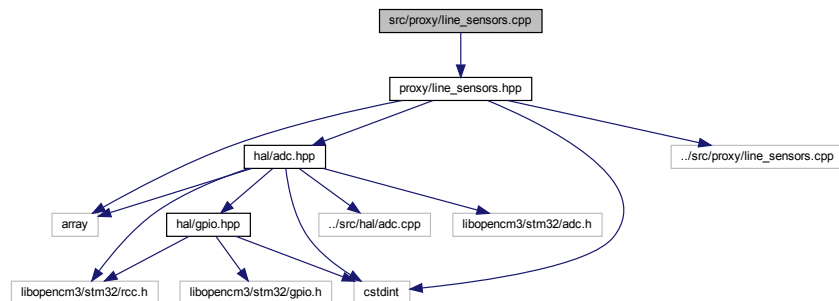 src/proxy/line_sensors.cpp
proxy/line_sensors.hpp
hal/adc.hpp
../src/proxy/line_sensors.cpp
array
hal/gpio.hpp
../src/hal/adc.cpp
libopencm3/stm32/adc.h
libopencm3/stm32/rcc.h
libopencm3/stm32/gpio.h
cstdint